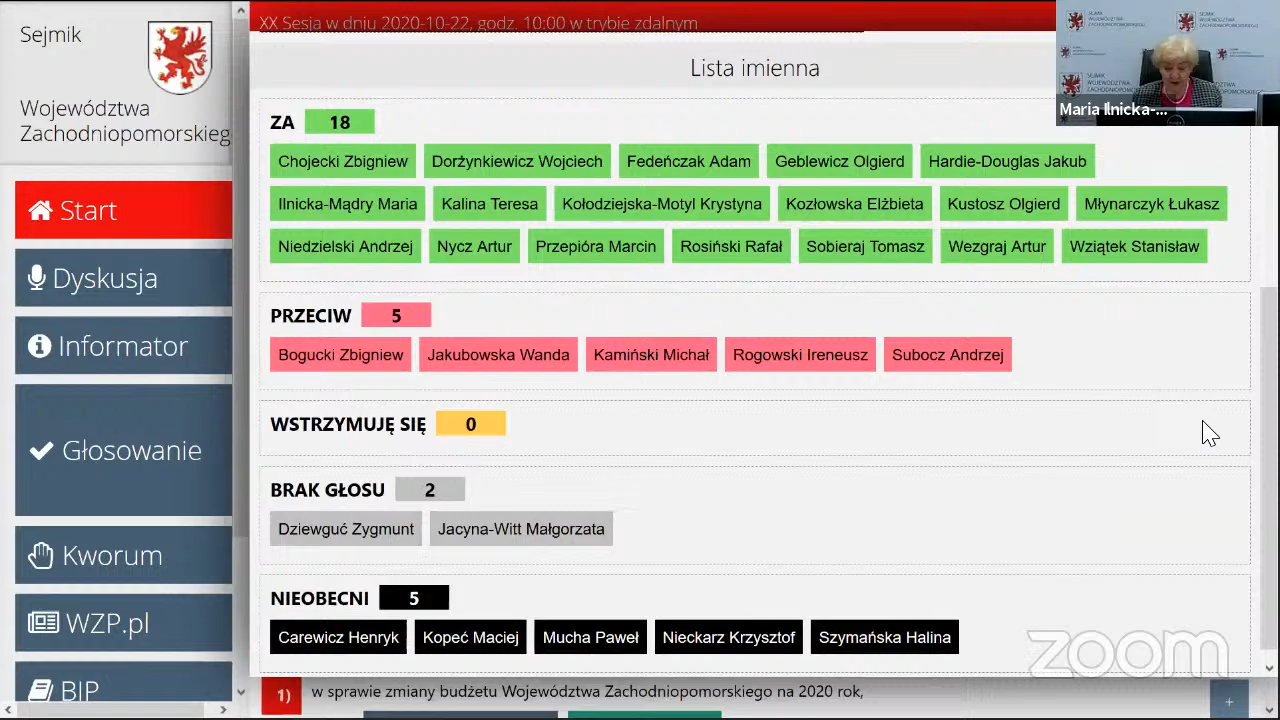 Sejmik
Województwa
Zachodniopomorskieg
Start
Dyskusja
Informator
Głosowanie
Kworum
WZP.pl
BIP
XX Sesja w dniu 2020-10-22, godz. 10:00 w trybie zdalnym
Maria Ilnicka-...
Lista imienna
ZA 18
Chojecki Zbigniew Dorżynkiewicz Wojciech Fedeńczak Adam Geblewicz Olgierd Hardie-Douglas Jakub
Ilnicka-Mądry Maria Kalina Teresa Kołodziejska-Motyl Krystyna Kozłowska Elżbieta Kustosz Olgierd Młynarczyk Łukasz
Niedzielski Andrzej Nycz Artur Przepióra Marcin Rosiński Rafał Sobieraj Tomasz Wezgraj Artur Wziątek Stanisław
PRZECIW 5
Bogucki Zbigniew Jakubowska Wanda Kamiński Michał Rogowski Ireneusz Subocz Andrzej
WSTRZYMUJĘ SIĘ 0
BRAK GŁOSU 2
Dziewguć Zygmunt Jacyna-Witt Małgorzata
NIEOBECNI 5
Carewicz Henryk Kopeć Maciej Mucha Paweł Nieckarz Krzysztof Szymańska Halina
zoom
1) w sprawie zmiany budżetu Województwa Zachodniopomorskiego na 2020 rok,